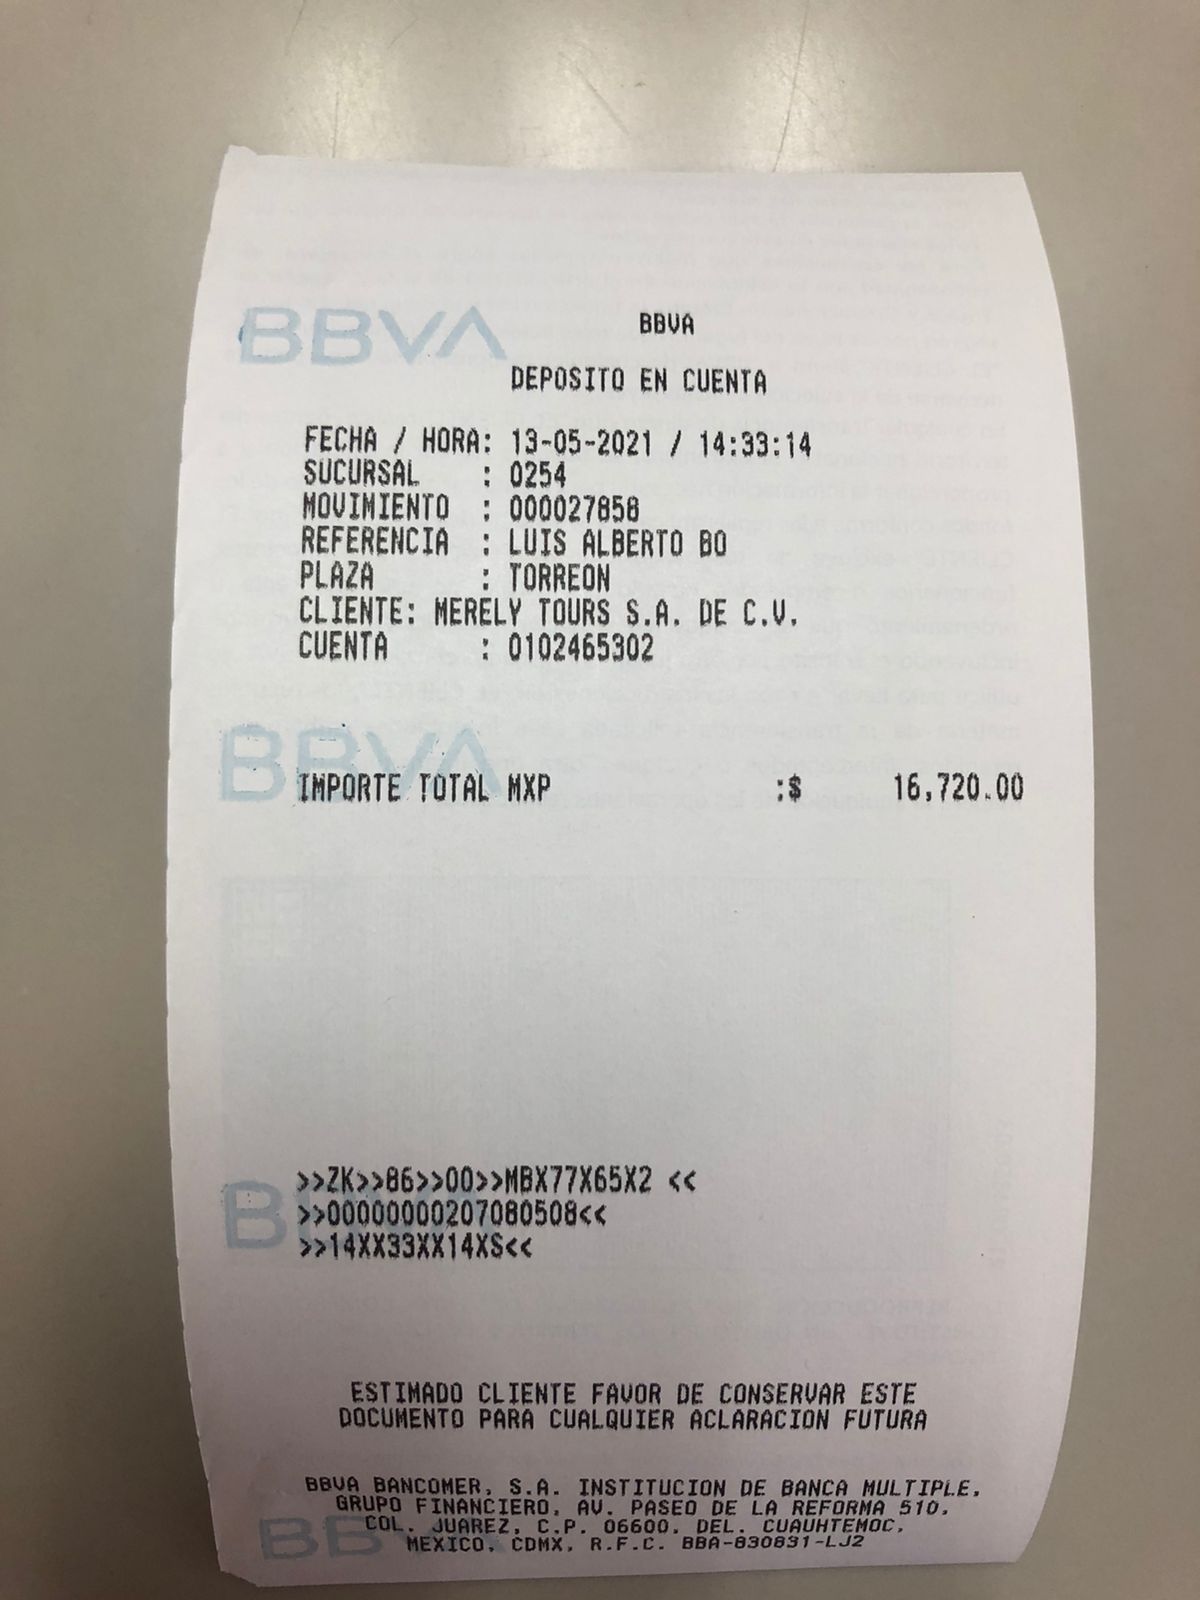 BBVA
BBVA
DEPOSITO EN CUENTA
FECHA / HORA: 13-05-2021 / 14:33:14
SUCURSAL : 0254
MOVIMIENTO : 000027858
REFERENCIA : LUIS ALBERTO BO
PLAZA : TORREON
CLIENTE: MERELY TOURS S.A. DE C.V.
CUENTA : 0102465302
BBVA
IMPORTE TOTAL MXP :$ 16,720.00
>>ZK>>86>>00>>MBX77X65X2 <<
BBVA
>>00000000207080508<<
>>14XX33XX14XS<<
ESTIMADO CLIENTE FAVOR DE CONSERVAR ESTE
DOCUMENTO PARA CUALQUIER ACLARACION FUTURA
BBVA BANCOMER, S.A. INSTITUCION DE BANCA MULTIPLE,
GRUPO FINANCIERO, AV. PASEO DE LA REFORMA 510,
COL. JUAREZ, C.P. 06600, DEL. CUAUHTEMOC,
MEXICO, CDMX, R.F.C. BBA-830831-LJ2
BBVA